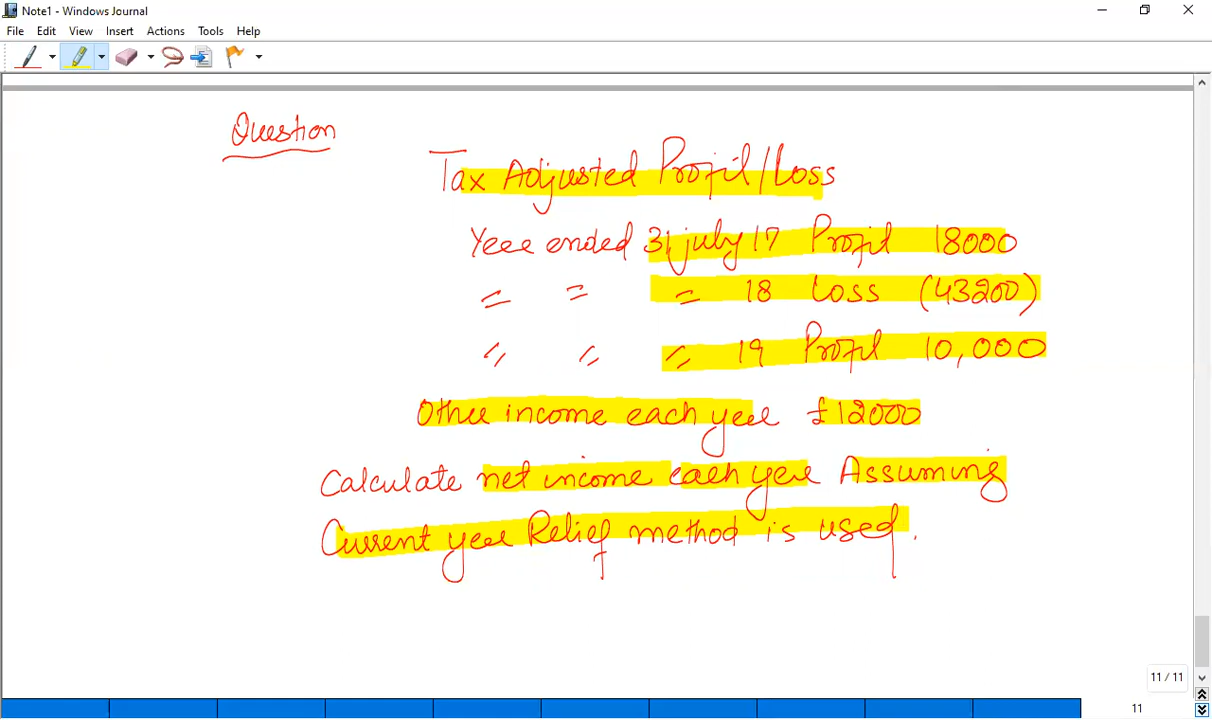 Note1 - Windows Journal
File Edit View Insert Actions Tools Help
Question
Tax Adjusted Profit/Loss
Year ended 31 july 17 Profit 18000
" " " 18 Loss (43200)
" " " 19 Profit 10,000
Other income each year £12000
Calculate net income each year Assuming
Current year Relief method is used.
11 / 11
11